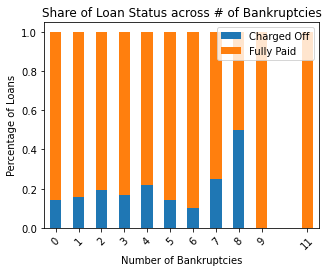 Share of Loan Status across # of Bankruptcies
Charged Off
Fully Paid
Percentage of Loans
1.0
0.8
0.6
0.4
0.2
0.0
0 1 2 3 4 5 6 7 8 9 11
Number of Bankruptcies